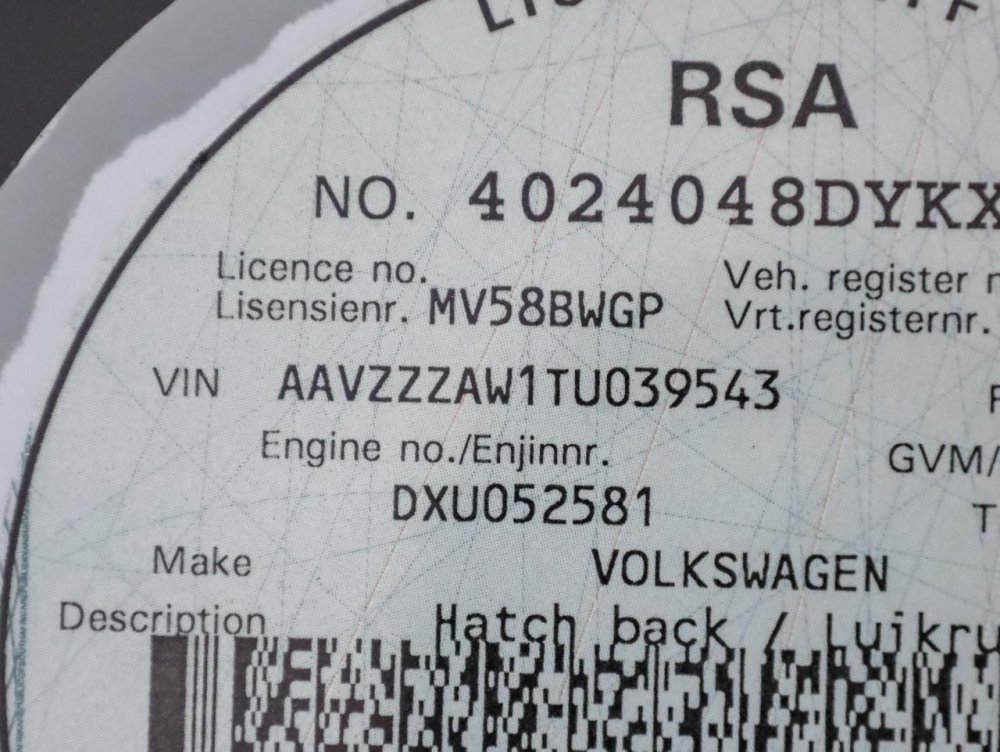 RSA
NO. 4024048DYKX
Licence no.
Lisensienr. MV58BWGP
Veh. register
Vrt.registernr.
VIN AAVZZZAW1TU039543
Engine no./Enjinnr.
GVM/
DXU052581
T
Make VOLKSWAGEN
Description Hatch back / Luikru